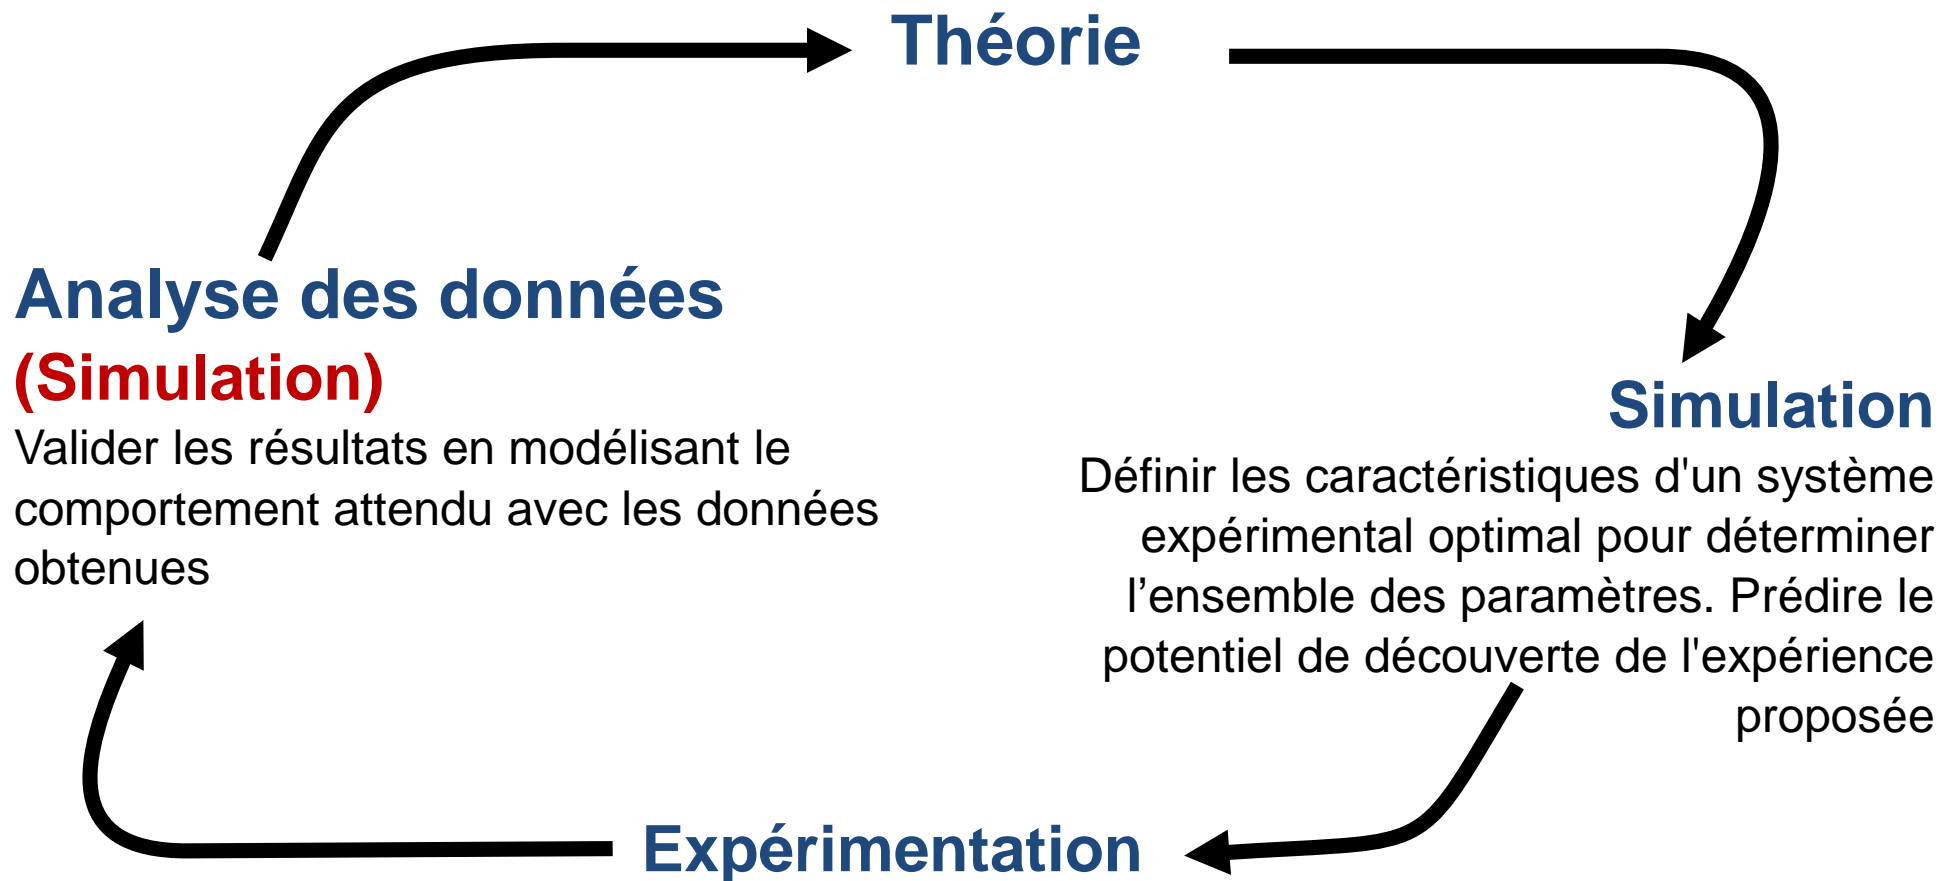 Théorie
Analyse des données
(Simulation)
Valider les résultats en modélisant le
comportement attendu avec les données
obtenues
Simulation
Définir les caractéristiques d'un système
expérimental optimal pour déterminer
l’ensemble des paramètres. Prédire le
potentiel de découverte de l'expérience
proposée
Expérimentation